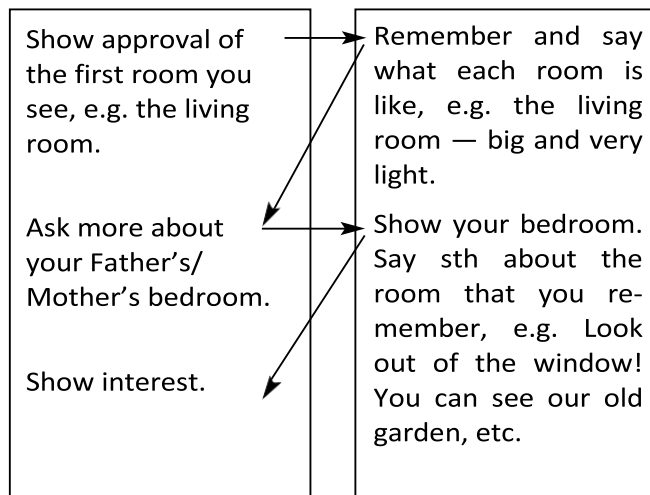 Show approval of
the first room you
see, e.g. the living
room.
Remember and say
what each room is
like, e.g. the living
room — big and very
light.
Ask more about
your Father's/
Mother's bedroom.
Show your bedroom.
Say sth about the
room that you re-
member, e.g. Look
out of the window!
You can see our old
garden, etc.
Show interest.